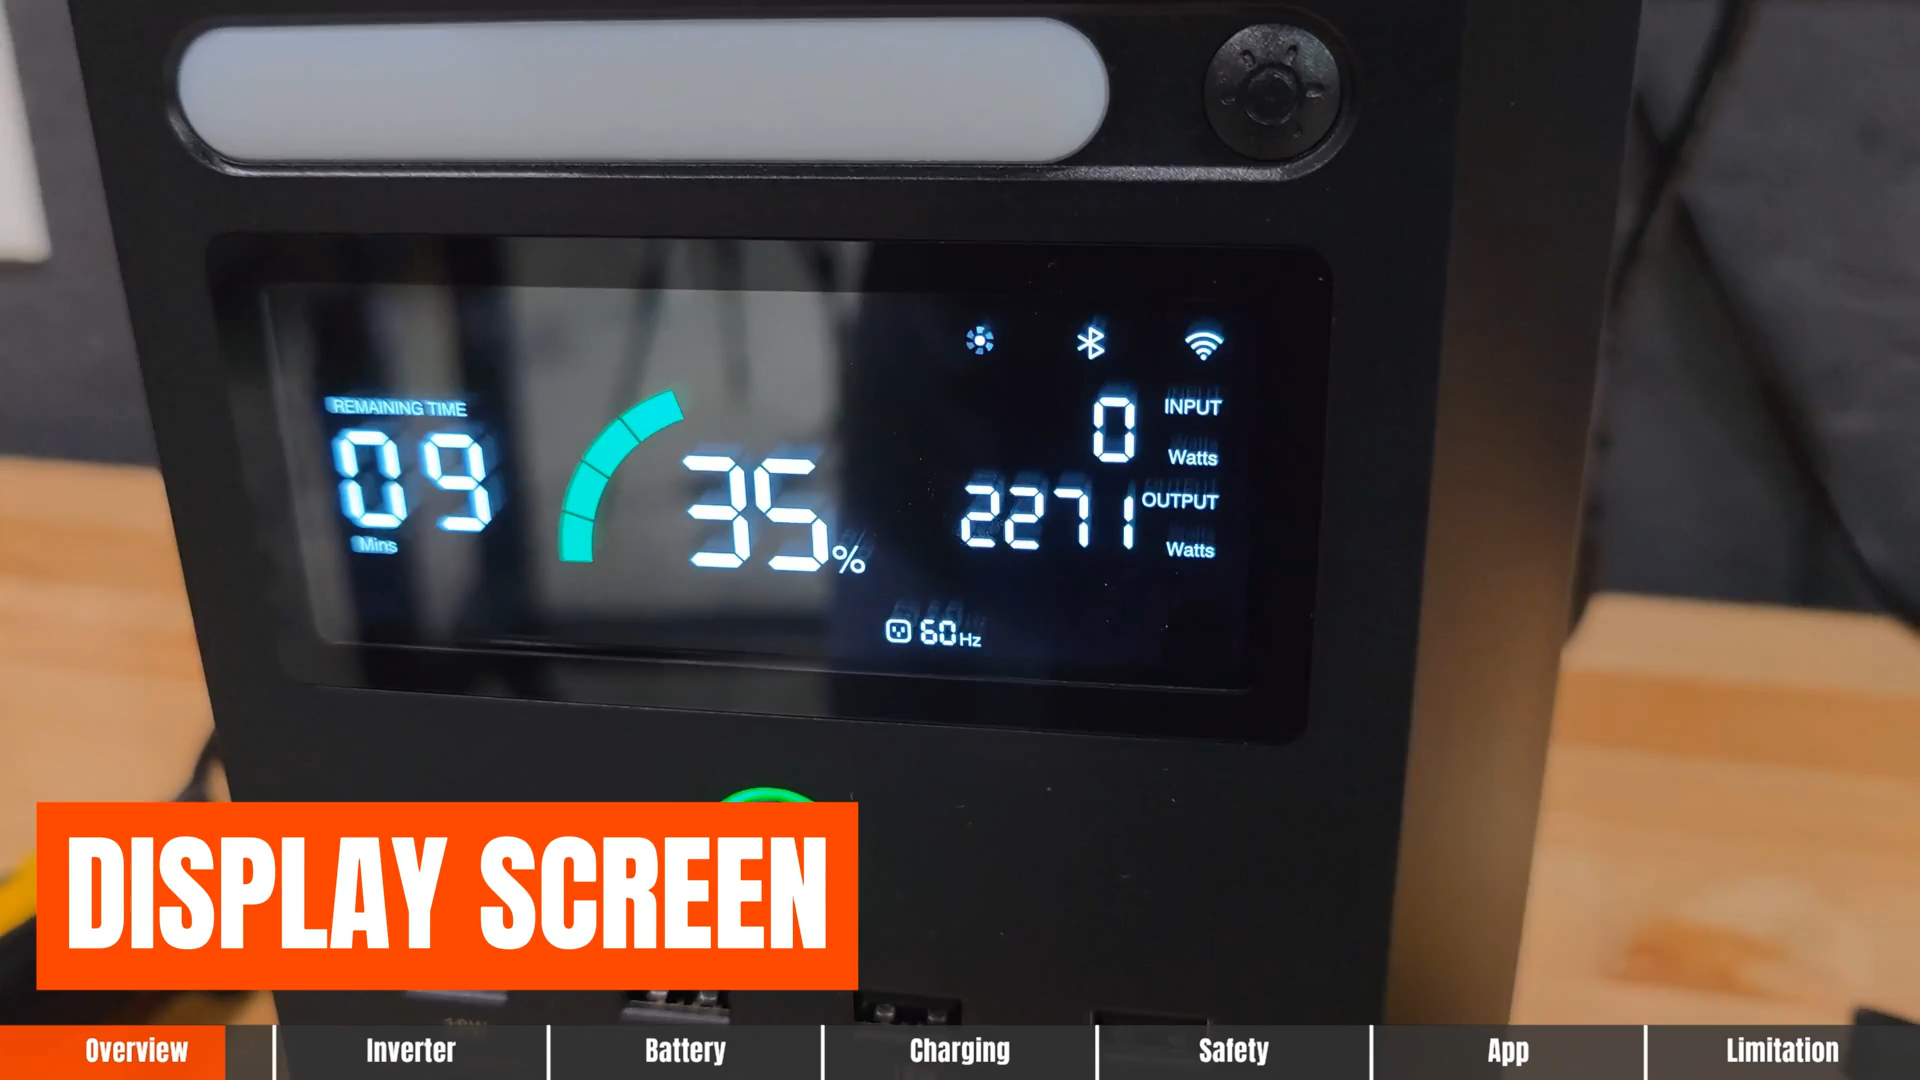 REMAINING TIME
09
Mins
35%
0 INPUT
Watts
2271 OUTPUT
Watts
60Hz
DISPLAY SCREEN
Overview
Inverter
Battery
Charging
Safety
App
Limitation